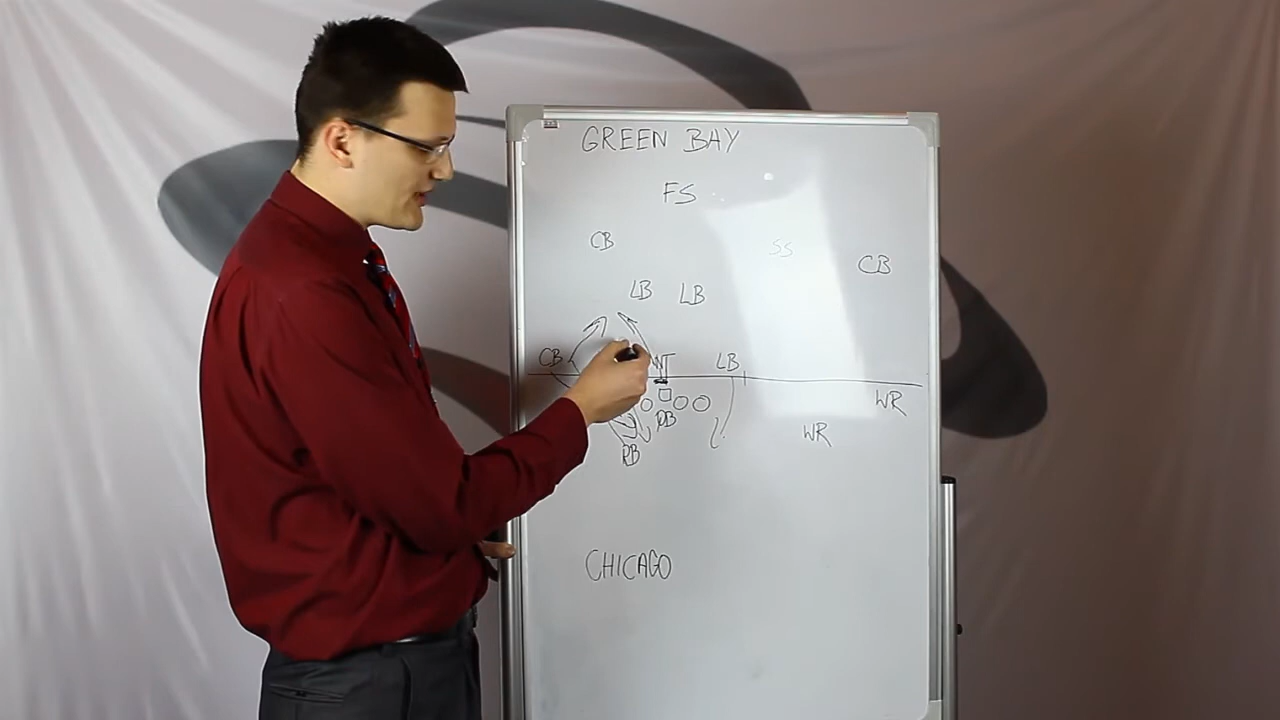 GREEN BAY
FS
CB SS CB
LB LB
CB NT LB
WR
QB WR
RB
CHICAGO